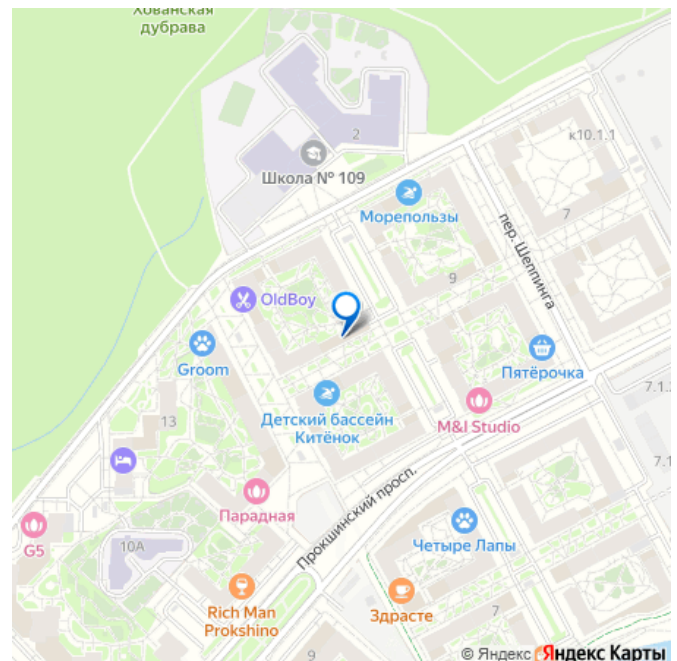 Хованская
дубрава
к10.1.1
2
Школа № 109
Морепользы
7
пер. Шеппинга
9
OldBoy
Groom
Пятёрочка
7.1.
Детский бассейн
Китёнок
M&I Studio
13
7.1
Парадная
Прокшинский просп.
G5
10А
Четыре Лапы
Rich Man
Prokshino
Здрасте
7
9
© Яндекс Яндекс Карты